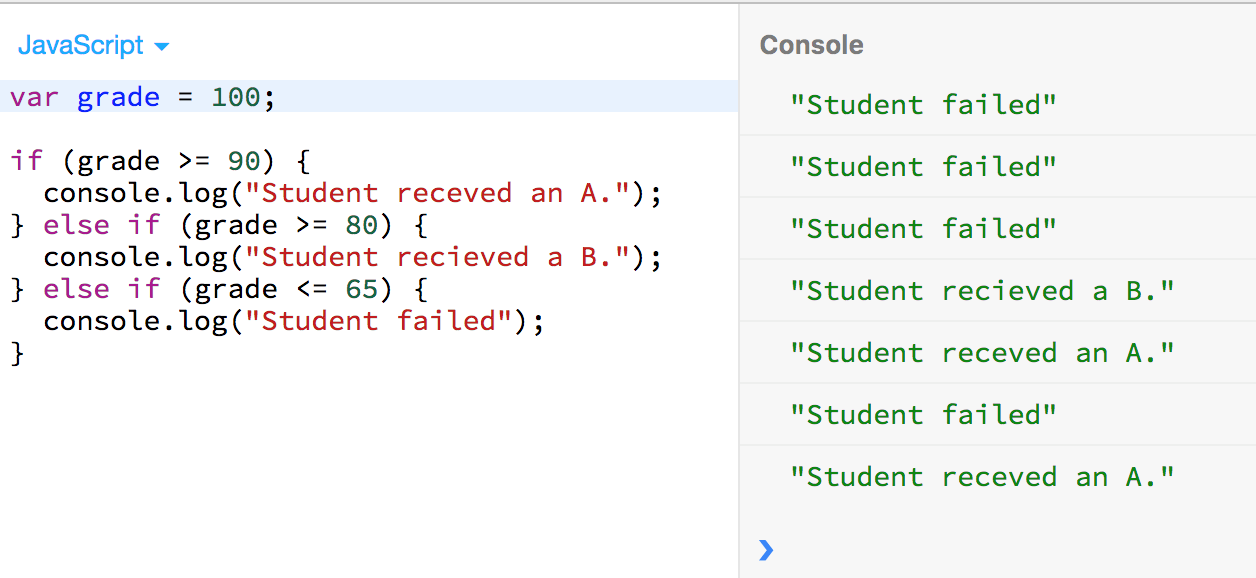 JavaScript
var grade = 100;
if (grade >= 90) {
  console.log("Student receved an A.");
} else if (grade >= 80) {
  console.log("Student recieved a B.");
} else if (grade <= 65) {
  console.log("Student failed");
}
Console
"Student failed"
"Student failed"
"Student failed"
"Student recieved a B."
"Student receved an A."
"Student failed"
"Student receved an A."